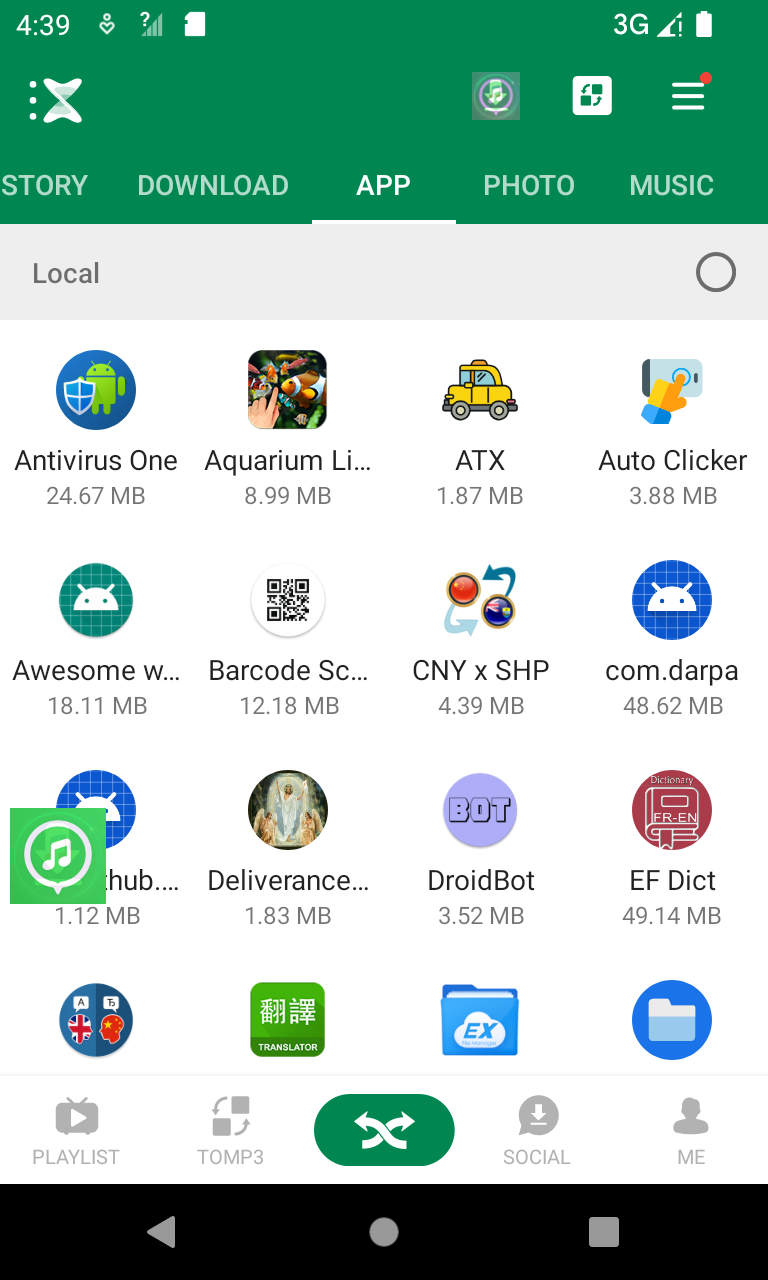 4:39
?
3G
STORY DOWNLOAD APP PHOTO MUSIC
Local
Antivirus One Aquarium Li... ATX Auto Clicker
24.67 MB 8.99 MB 1.87 MB 3.88 MB
Awesome w... Barcode Sc... CNY x SHP com.darpa
18.11 MB 12.18 MB 4.39 MB 48.62 MB
BOT
Dictionary
FR-EN
thub.... Deliverance... DroidBot EF Dict
1.12 MB 1.83 MB 3.52 MB 49.14 MB
A
翻譯
TRANSLATOR
EX
File Manager
PLAYLIST TOMP3 SOCIAL ME